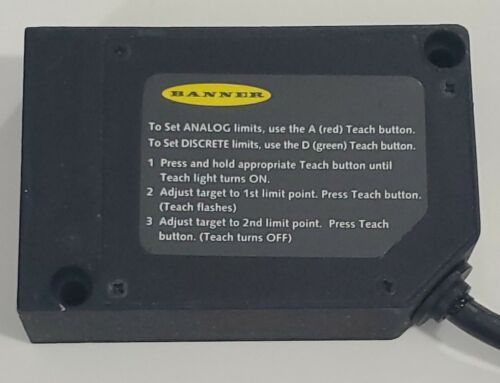 BANNER
To Set ANALOG limits, use the A (red) Teach button.
To Set DISCRETE limits, use the D (green) Teach button.
1 Press and hold appropriate Teach button until
Teach light turns ON.
2 Adjust target to 1st limit point. Press Teach button.
(Teach flashes)
3 Adjust target to 2nd limit point. Press Teach
button. (Teach turns OFF)